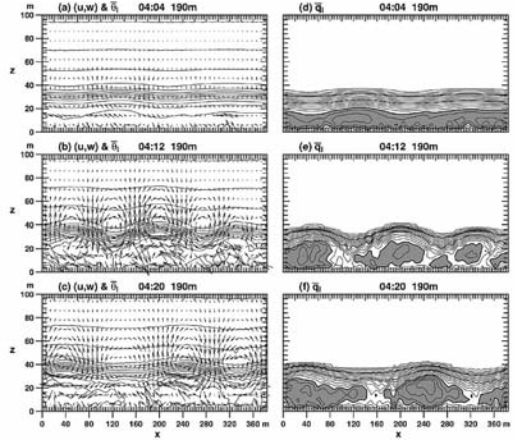 (a) (u,w) & θ̅ₗ 04:04 190m
(d) q̅ₗ 04:04 190m
m
100
80
60
40
20
0
Z
(b) (u,w) & θ̅ₗ 04:12 190m
(e) q̅ₗ 04:12 190m
m
100
80
60
40
20
0
Z
(c) (u,w) & θ̅ₗ 04:20 190m
(f) q̅ₗ 04:20 190m
m
100
80
60
40
20
0
Z
0 40 80 120 160 200 240 280 320 360 m
X
0 40 80 120 160 200 240 280 320 360 m
X